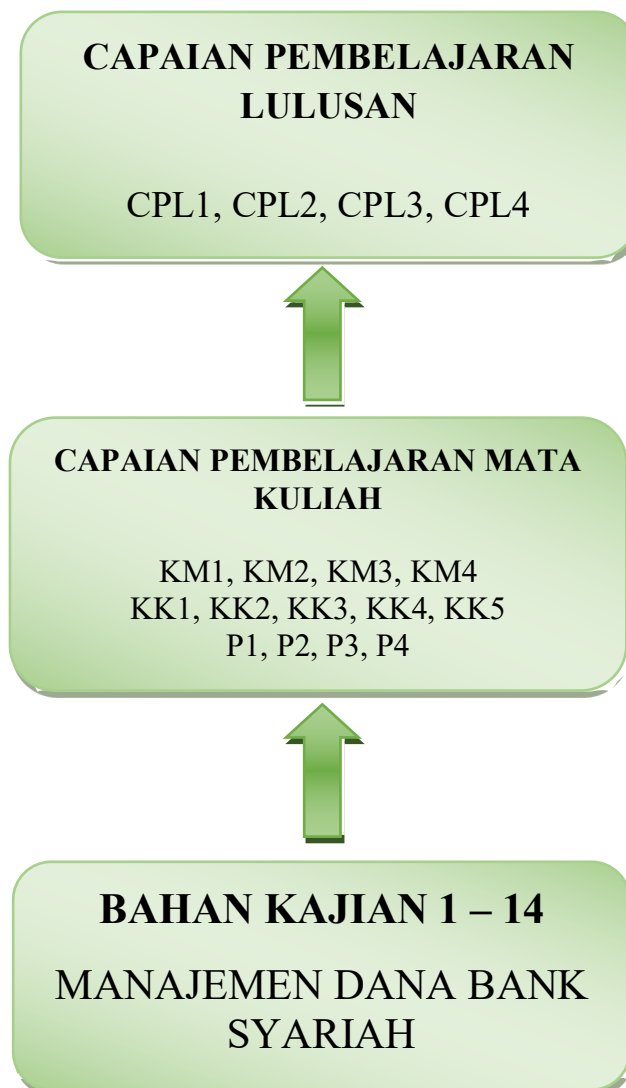 CAPAIAN PEMBELAJARAN
LULUSAN
CPL1, CPL2, CPL3, CPL4
CAPAIAN PEMBELAJARAN MATA
KULIAH
KM1, KM2, KM3, KM4
KK1, KK2, KK3, KK4, KK5
P1, P2, P3, P4
BAHAN KAJIAN 1 – 14
MANAJEMEN DANA BANK
SYARIAH